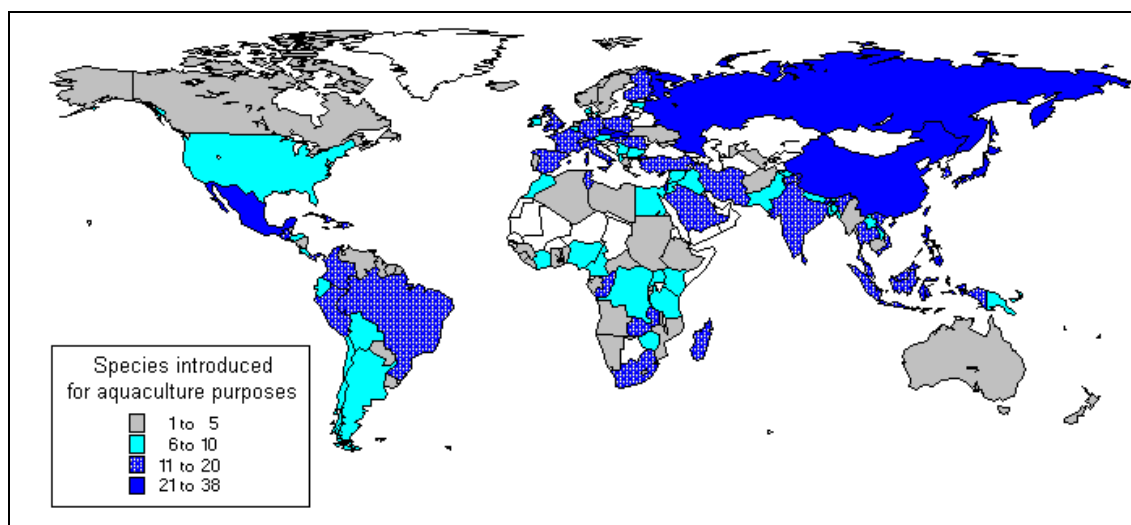 Species introduced
for aquaculture purposes
1 to 5
6 to 10
11 to 20
21 to 38